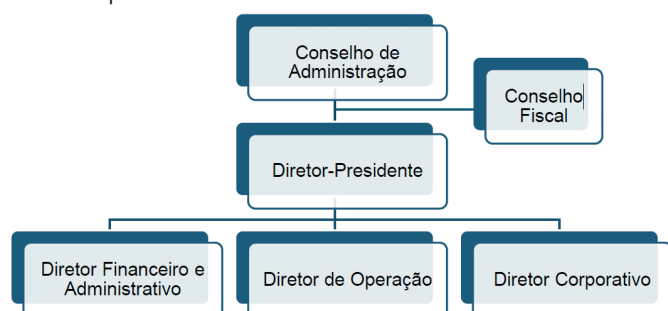 Conselho de
Administração
Conselho
Fiscal
Diretor-Presidente
Diretor Financeiro e
Administrativo
Diretor de Operação
Diretor Corporativo